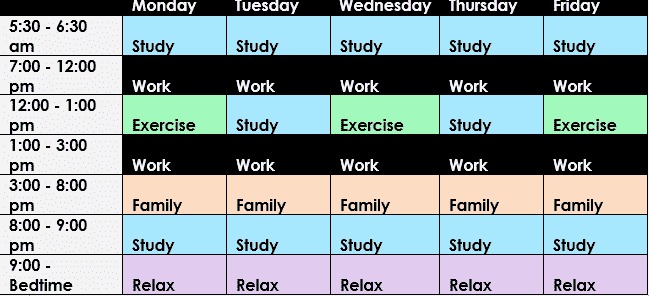 Monday Tuesday Wednesday Thursday Friday
5:30 - 6:30
am Study Study Study Study Study
7:00 - 12:00
pm Work Work Work Work Work
12:00 - 1:00
pm Exercise Study Exercise Study Exercise
1:00 - 3:00
pm Work Work Work Work Work
3:00 - 8:00
pm Family Family Family Family Family
8:00 - 9:00
pm Study Study Study Study Study
9:00 -
Bedtime Relax Relax Relax Relax Relax